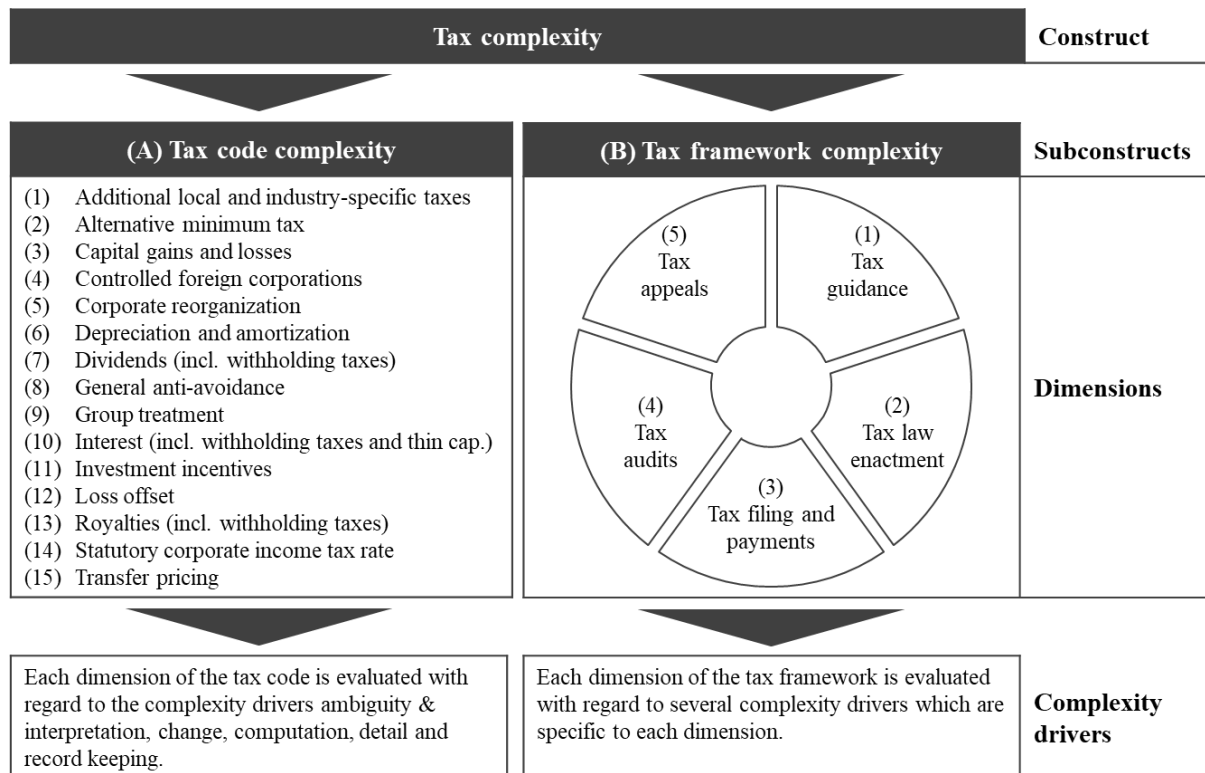 Tax complexity
Construct
(A) Tax code complexity
(B) Tax framework complexity
Subconstructs
(1) Additional local and industry-specific taxes
(2) Alternative minimum tax
(3) Capital gains and losses
(4) Controlled foreign corporations
(5) Corporate reorganization
(6) Depreciation and amortization
(7) Dividends (incl. withholding taxes)
(8) General anti-avoidance
(9) Group treatment
(10) Interest (incl. withholding taxes and thin cap.)
(11) Investment incentives
(12) Loss offset
(13) Royalties (incl. withholding taxes)
(14) Statutory corporate income tax rate
(15) Transfer pricing
(1)
Tax
guidance
(2)
Tax law
enactment
(3)
Tax filing and
payments
(4)
Tax
audits
(5)
Tax
appeals
Dimensions
Each dimension of the tax code is evaluated with
regard to the complexity drivers ambiguity &
interpretation, change, computation, detail and
record keeping.
Each dimension of the tax framework is evaluated
with regard to several complexity drivers which are
specific to each dimension.
Complexity
drivers